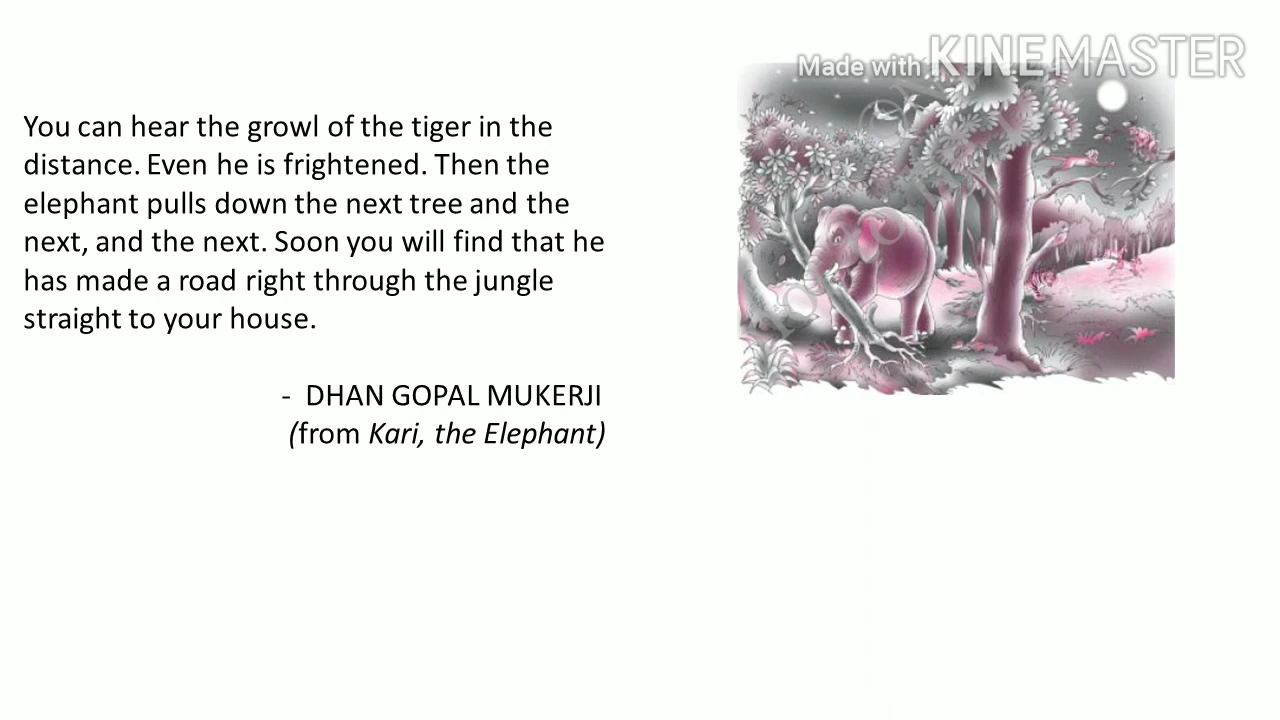 Made with KINEMASTER
You can hear the growl of the tiger in the
distance. Even he is frightened. Then the
elephant pulls down the next tree and the
next, and the next. Soon you will find that he
has made a road right through the jungle
straight to your house.
- DHAN GOPAL MUKERJI
(from Kari, the Elephant)